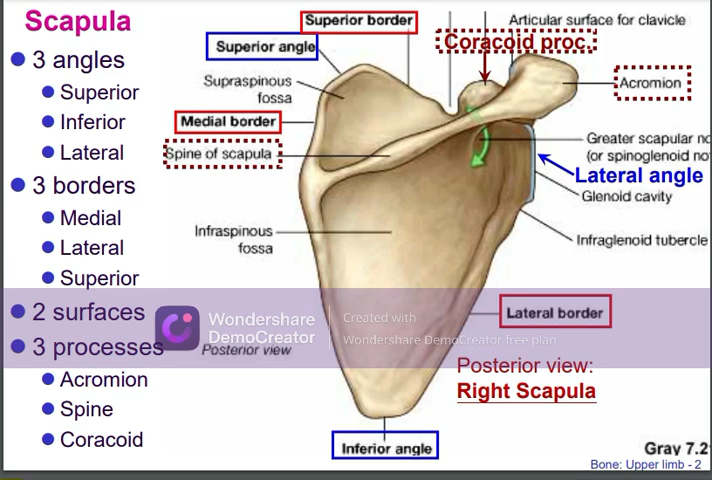 Scapula
3 angles
Superior
Inferior
Lateral
3 borders
Medial
Lateral
Superior
2 surfaces
3 processes
Acromion
Spine
Coracoid
Superior border
Articular surface for clavicle
Superior angle
Coracoid proc.
Supraspinous
fossa
Acromion
Medial border
Spine of scapula
Greater scapular no
(or spinoglenoid no
Lateral angle
Glenoid cavity
Infraspinous
fossa
Infraglenoid tubercle
Wondershare
DemoCreator
Created with
Wondershare DemoCreator free plan
Lateral border
Posterior view
Posterior view:
Right Scapula
Inferior angle
Gray 7.2
Bone: Upper limb - 2